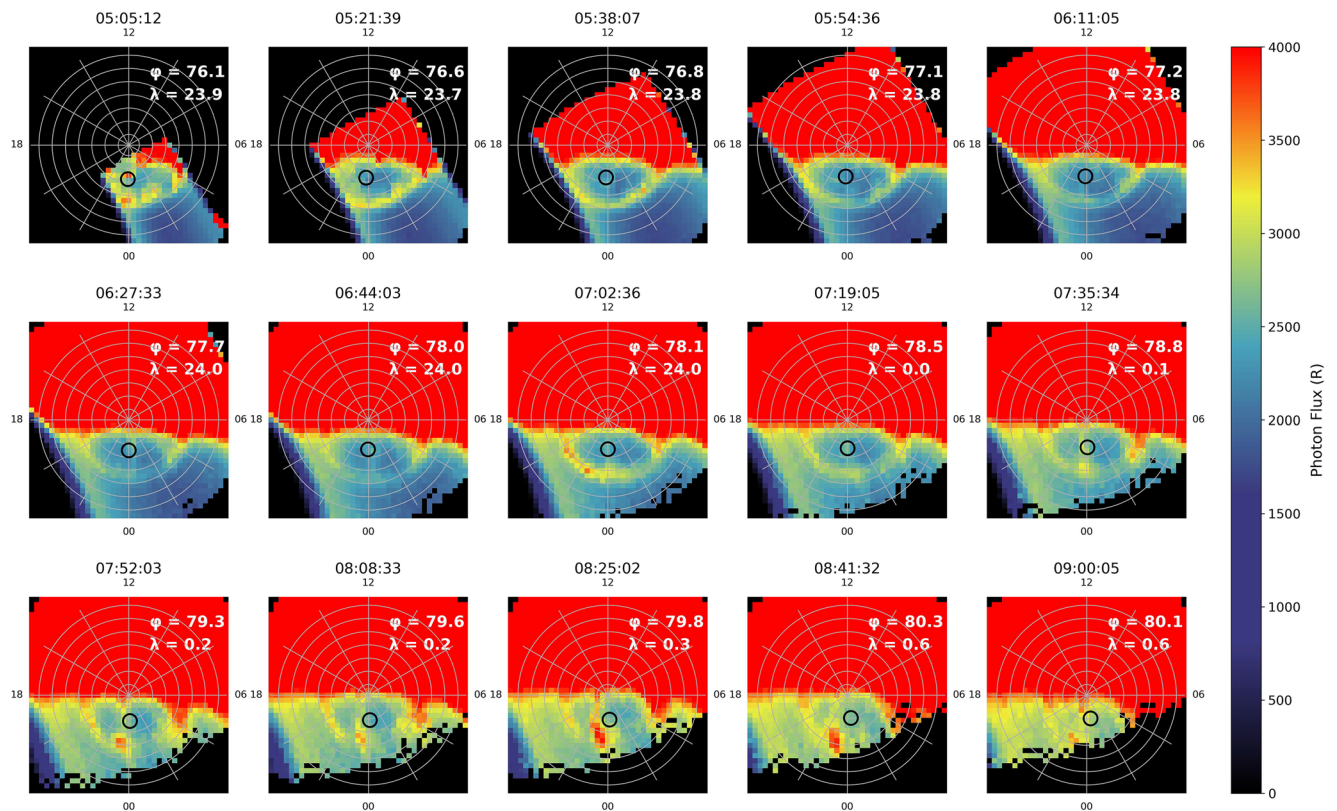 05:05:12 05:21:39 05:38:07 05:54:36 06:11:05
12 12 12 12 12
φ = 76.1 φ = 76.6 φ = 76.8 φ = 77.1 φ = 77.2
λ = 23.9 λ = 23.7 λ = 23.8 λ = 23.8 λ = 23.8
18 06 18 06 18 06 18 06 18 06
00 00 00 00 00
06:27:33 06:44:03 07:02:36 07:19:05 07:35:34
12 12 12 12 12
φ = 77.7 φ = 78.0 φ = 78.1 φ = 78.5 φ = 78.8
λ = 24.0 λ = 24.0 λ = 24.0 λ = 0.0 λ = 0.1
18 06 18 06 18 06 18 06 18 06
00 00 00 00 00
07:52:03 08:08:33 08:25:02 08:41:32 09:00:05
12 12 12 12 12
φ = 79.3 φ = 79.6 φ = 79.8 φ = 80.3 φ = 80.1
λ = 0.2 λ = 0.2 λ = 0.3 λ = 0.6 λ = 0.6
18 06 18 06 18 06 18 06 18 06
00 00 00 00 00
4000
3500
3000
2500
2000
1500
1000
500
0
Photon Flux (R)